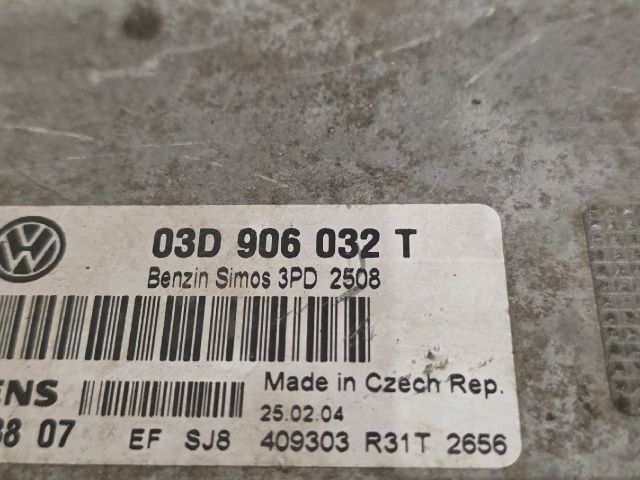 03D 906 032 T
Benzin Simos 3PD 2508
Made in Czech Rep.
25.02.04
07 EF SJ8 409303 R31T 2656